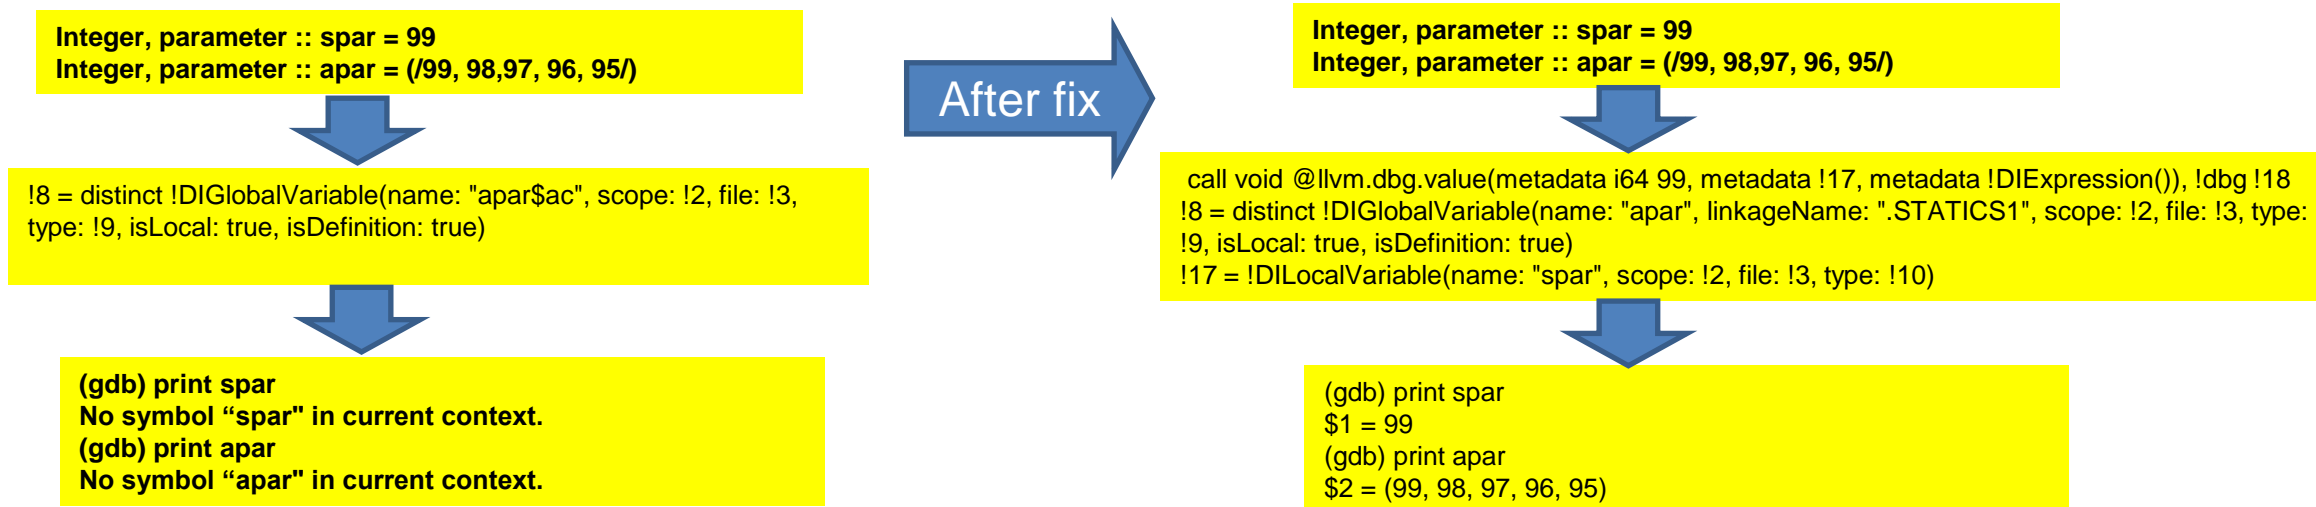 Integer, parameter :: spar = 99
Integer, parameter :: apar = (/99, 98,97, 96, 95/)
!8 = distinct !DIGlobalVariable(name: "apar$ac", scope: !2, file: !3,
type: !9, isLocal: true, isDefinition: true)
(gdb) print spar
No symbol “spar" in current context.
(gdb) print apar
No symbol “apar" in current context.
After fix
Integer, parameter :: spar = 99
Integer, parameter :: apar = (/99, 98,97, 96, 95/)
call void @llvm.dbg.value(metadata i64 99, metadata !17, metadata !DIExpression()), !dbg !18
!8 = distinct !DIGlobalVariable(name: "apar", linkageName: ".STATICS1", scope: !2, file: !3, type:
!9, isLocal: true, isDefinition: true)
!17 = !DILocalVariable(name: "spar", scope: !2, file: !3, type: !10)
(gdb) print spar
$1 = 99
(gdb) print apar
$2 = (99, 98, 97, 96, 95)